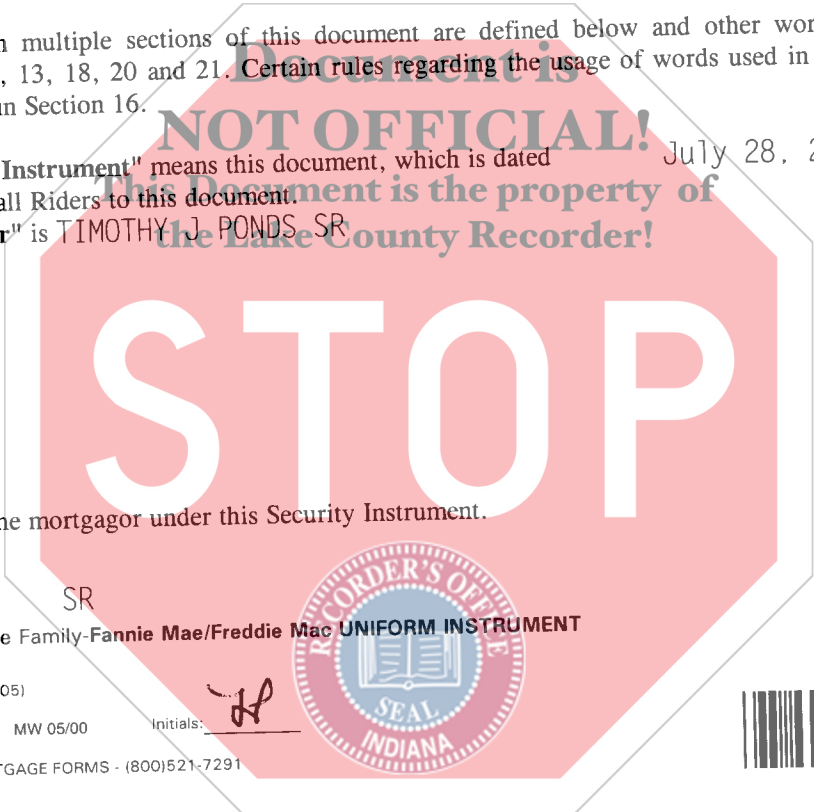 n multiple sections of this document are defined below and other wor
, 13, 18, 20 and 21. Certain rules regarding the usage of words used in
in Section 16.
Document is
NOT OFFICIAL!
This Document is the property of
the Lake County Recorder!
Instrument" means this document, which is dated July 28, 2
all Riders to this document.
r" is TIMOTHY J PONDS SR
STOP
he mortgagor under this Security Instrument.
SR
e Family-Fannie Mae/Freddie Mac UNIFORM INSTRUMENT
05)
MW 05/00 Initials:
TGAGE FORMS - (800)521-7291
RECORDER'S OFFICE
SEAL
INDIANA